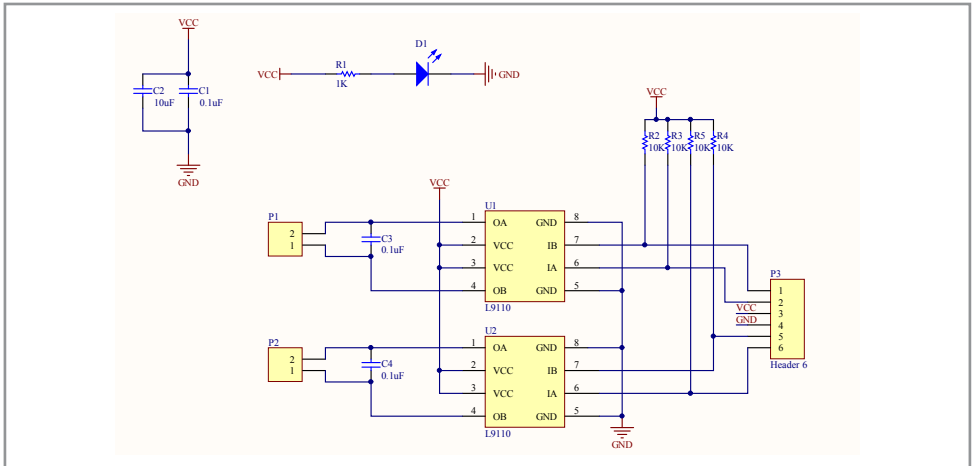 VCC
C2
10uF
C1
0.1uF
GND
VCC
R1
1K
D1
GND
VCC
R2
10K
R3
10K
R5
10K
R4
10K
VCC
P1
2
1
C3
0.1uF
U1
1 OA GND 8
2 VCC IB 7
3 VCC IA 6
4 OB GND 5
L9110
P2
2
1
C4
0.1uF
U2
1 OA GND 8
2 VCC IB 7
3 VCC IA 6
4 OB GND 5
L9110
GND
P3
1
2
VCC 3
GND 4
5
6
Header 6